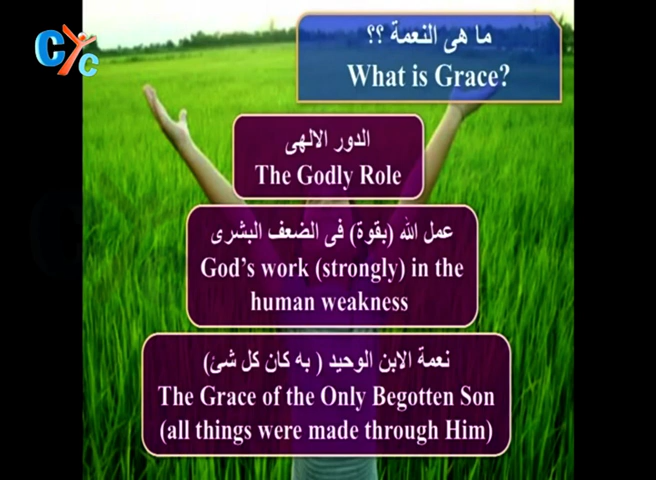 CYC
ما هى النعمة ؟؟
What is Grace?
الدور الالهى
The Godly Role
عمل الله (بقوة) فى الضعف البشرى
God's work (strongly) in the
human weakness
نعمة الابن الوحيد ( به كان كل شئ)
The Grace of the Only Begotten Son
(all things were made through Him)